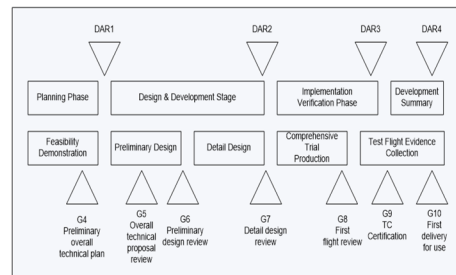 DAR1 DAR2 DAR3 DAR4
Planning Phase
Design & Development Stage
Implementation
Verification Phase
Development
Summary
Feasibility
Demonstration
Preliminary Design
Detail Design
Comprehensive
Trial
Production
Test Flight Evidence
Collection
G4
Preliminary
overall
technical plan
G5
Overall
technical
proposal
review
G6
Preliminary
design review
G7
Detail design
review
G8
First
flight review
G9
TC
Certification
G10
First
delivery
for use